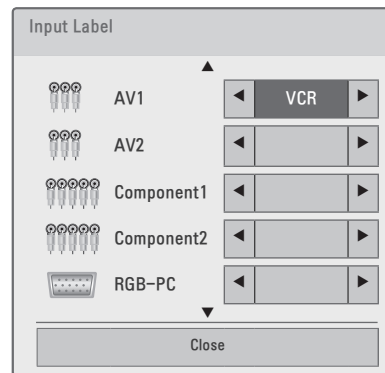 Input Label
AV1 VCR
AV2
Component1
Component2
RGB-PC
Close